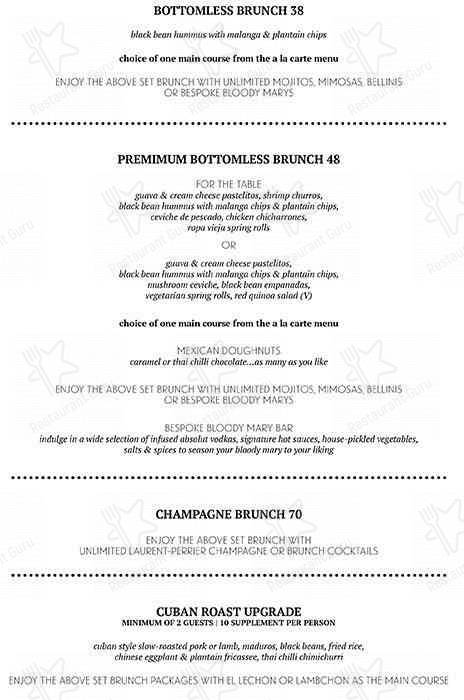 BOTTOMLESS BRUNCH 38
black bean hummus with malanga & plantain chips
choice of one main course from the a la carte menu
ENJOY THE ABOVE SET BRUNCH WITH UNLIMITED MOJITOS, MIMOSAS, BELLINIS
OR BESPOKE BLOODY MARYS
PREMIMUM BOTTOMLESS BRUNCH 48
FOR THE TABLE
guava & cream cheese pastelitos, shrimp churros,
black bean hummus with malanga chips & plantain chips,
ceviche de pescado, chicken chicharrones,
ropa vieja spring rolls
OR
guava & cream cheese pastelitos,
black bean hummus with malanga chips & plantain chips,
mushroom ceviche, black bean empanadas,
vegetarian spring rolls, red quinoa salad (V)
choice of one main course from the a la carte menu
MEXICAN DOUGHNUTS
caramel or thai chilli chocolate...as many as you like
ENJOY THE ABOVE SET BRUNCH WITH UNLIMITED MOJITOS, MIMOSAS, BELLINIS
OR BESPOKE BLOODY MARYS
BESPOKE BLOODY MARY BAR
indulge in a wide selection of infused absolut vodkas, signature hot sauces, house-pickled vegetables,
salts & spices to season your bloody mary to your liking
CHAMPAGNE BRUNCH 70
ENJOY THE ABOVE SET BRUNCH WITH
UNLIMITED LAURENT-PERRIER CHAMPAGNE OR BRUNCH COCKTAILS
CUBAN ROAST UPGRADE
MINIMUM OF 2 GUESTS | 10 SUPPLEMENT PER PERSON
cuban style slow-roasted pork or lamb, maduros, black beans, fried rice,
chinese eggplant & plantain fricassee, thai chilli chimichurri
ENJOY THE ABOVE SET BRUNCH PACKAGES WITH EL LECHON OR LAMBCHON AS THE MAIN COURSE